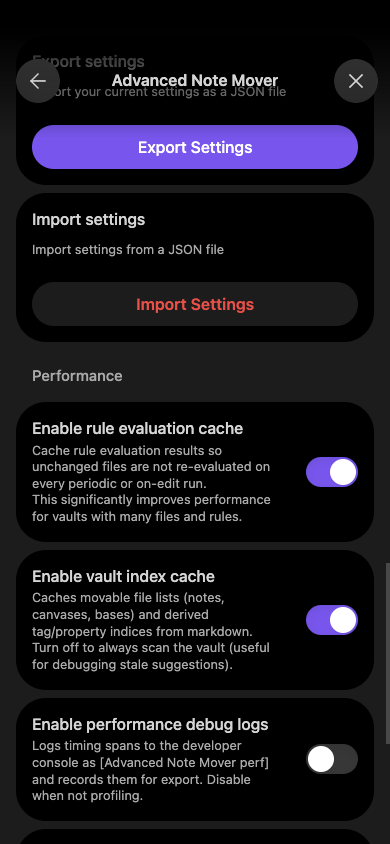 Export settings
Advanced Note Mover
your current settings as a JSON file
Export Settings
Import settings
Import settings from a JSON file
Import Settings
Performance
Enable rule evaluation cache
Cache rule evaluation results so
unchanged files are not re-evaluated on
every periodic or on-edit run.
This significantly improves performance
for vaults with many files and rules.
Enable vault index cache
Caches movable file lists (notes,
canvases, bases) and derived
tag/property indices from markdown.
Turn off to always scan the vault (useful
for debugging stale suggestions).
Enable performance debug logs
Logs timing spans to the developer
console as [Advanced Note Mover perf]
and records them for export. Disable
when not profiling.